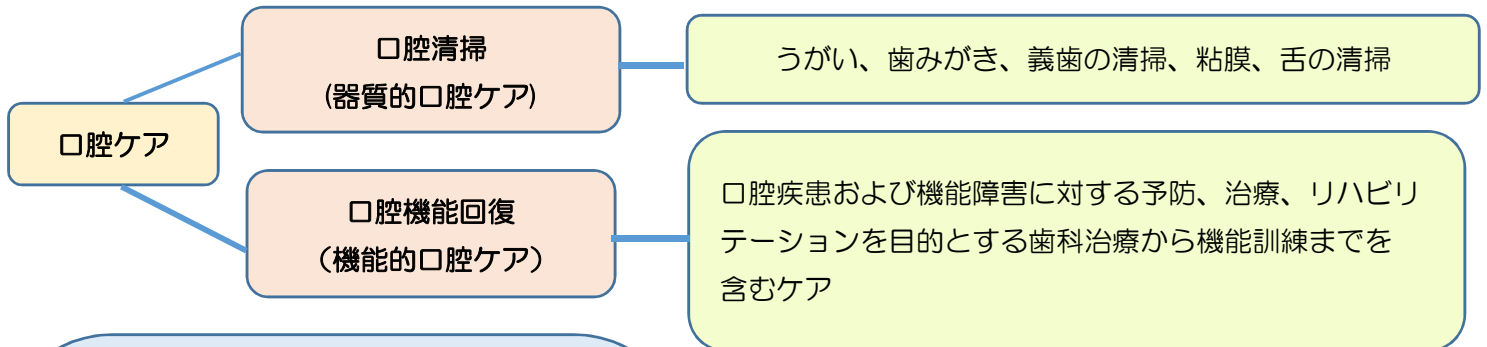 口腔清掃
(器質的口腔ケア)
うがい、歯みがき、義歯の清掃、粘膜、舌の清掃
口腔ケア
口腔機能回復
（機能的口腔ケア）
口腔疾患および機能障害に対する予防、治療、リハビリ
テーションを目的とする歯科治療から機能訓練までを
含むケア